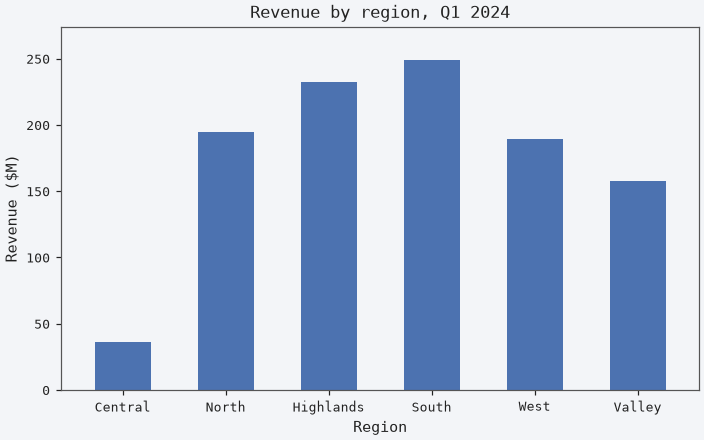 Revenue by region, Q1 2024
Revenue ($M)
250
200
150
100
50
0
Central North Highlands South West Valley
Region